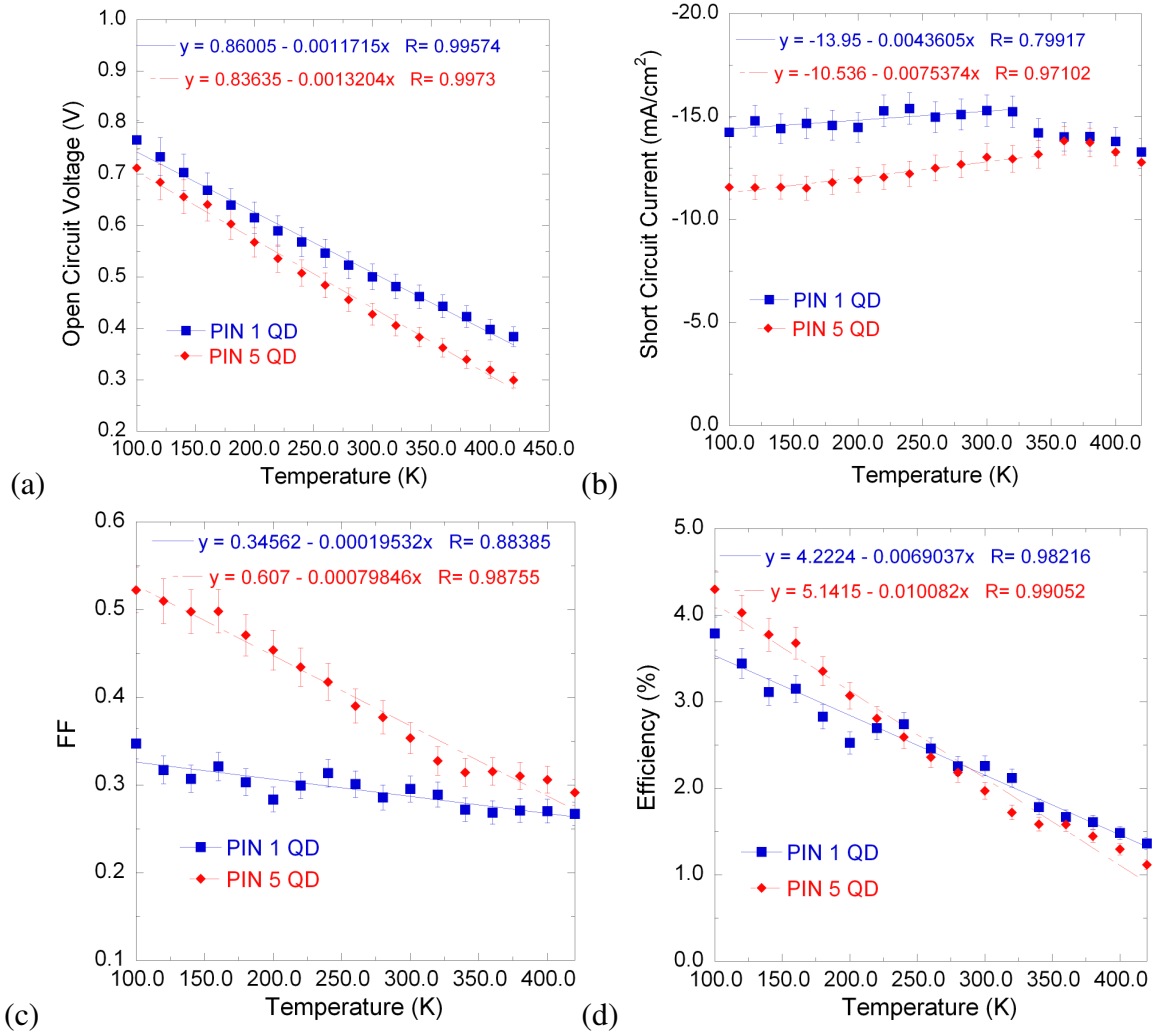 1.0
0.9
0.8
0.7
0.6
0.5
0.4
0.3
0.2
Open Circuit Voltage (V)
y = 0.86005 - 0.0011715x R= 0.99574
y = 0.83635 - 0.0013204x R= 0.9973
PIN 1 QD
PIN 5 QD
100.0 150.0 200.0 250.0 300.0 350.0 400.0 450.0
Temperature (K)
(a)
-20.0
-15.0
-10.0
-5.0
0.0
Short Circuit Current (mA/cm²)
y = -13.95 - 0.0043605x R= 0.79917
y = -10.536 - 0.0075374x R= 0.97102
PIN 1 QD
PIN 5 QD
100.0 150.0 200.0 250.0 300.0 350.0 400.0
Temperature (K)
(b)
0.6
0.5
0.4
0.3
0.2
0.1
FF
y = 0.34562 - 0.00019532x R= 0.88385
y = 0.607 - 0.00079846x R= 0.98755
PIN 1 QD
PIN 5 QD
100.0 150.0 200.0 250.0 300.0 350.0 400.0
Temperature (K)
(c)
5.0
4.0
3.0
2.0
1.0
0.0
Efficiency (%)
y = 4.2224 - 0.0069037x R= 0.98216
y = 5.1415 - 0.010082x R= 0.99052
PIN 1 QD
PIN 5 QD
100.0 150.0 200.0 250.0 300.0 350.0 400.0
Temperature (K)
(d)